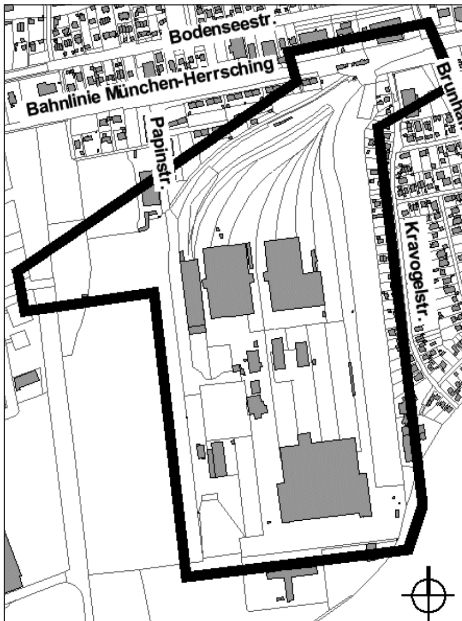 Bodenseestr.
Bahnlinie München-Herrsching
Papinstr.
Kravogelstr.